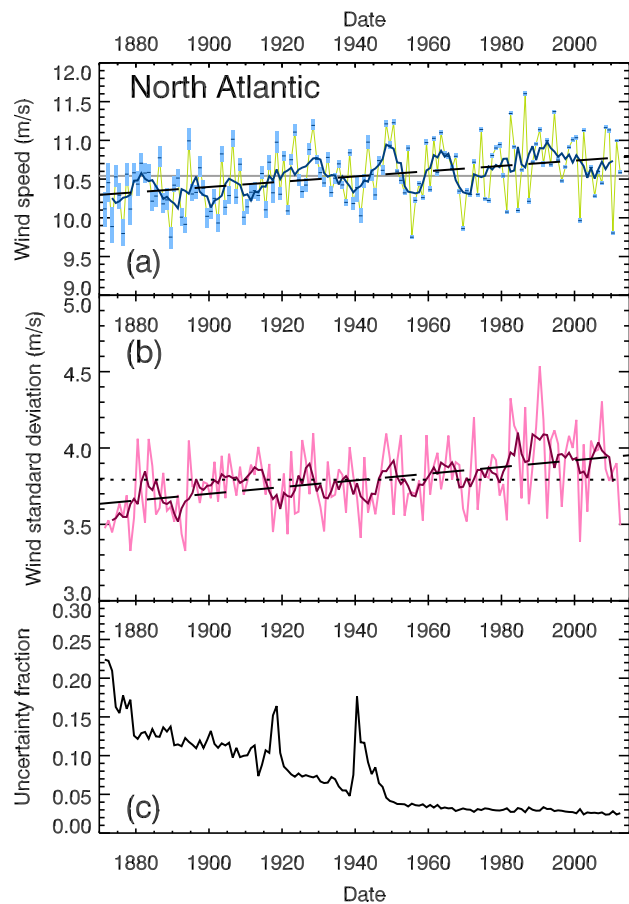 Date
1880 1900 1920 1940 1960 1980 2000
12.0
North Atlantic
11.5
11.0
10.5
10.0
9.5
9.0
Wind speed (m/s)
(a)
5.0
1880 1900 1920 1940 1960 1980 2000
(b)
4.5
4.0
3.5
3.0
Wind standard deviation (m/s)
0.30
1880 1900 1920 1940 1960 1980 2000
0.25
0.20
0.15
0.10
0.05
0.00
Uncertainty fraction
(c)
1880 1900 1920 1940 1960 1980 2000
Date